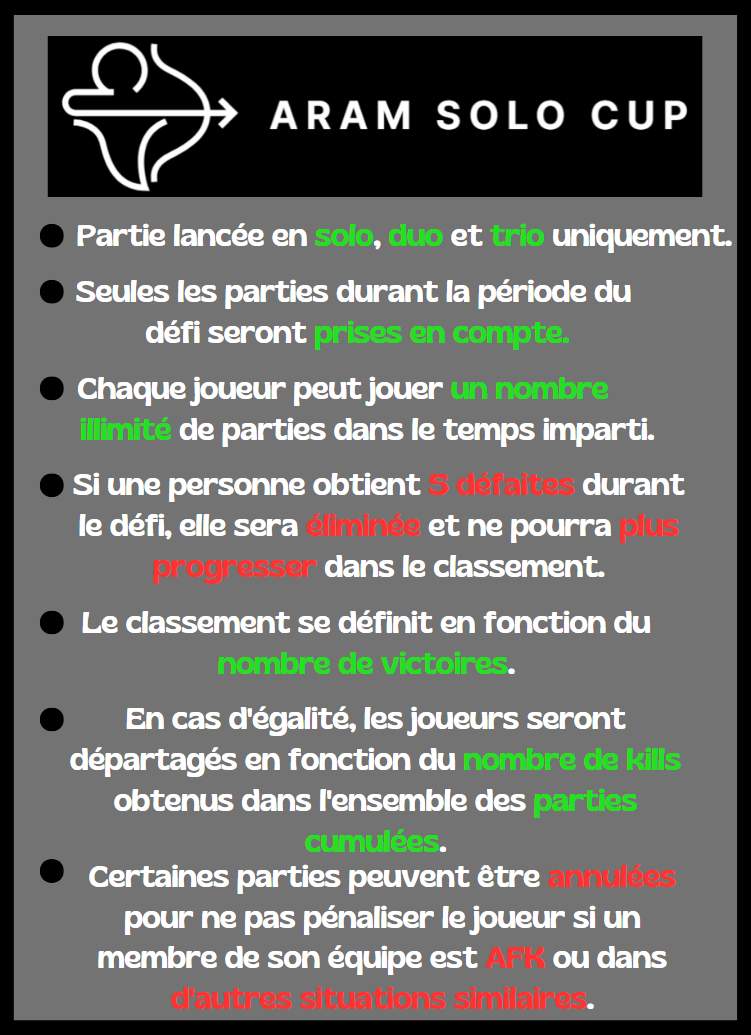 ARAM SOLO CUP
Partie lancée en solo, duo et trio uniquement.
Seules les parties durant la période du
défi seront prises en compte.
Chaque joueur peut jouer un nombre
illimité de parties dans le temps imparti.
Si une personne obtient 5 défaites durant
le défi, elle sera éliminée et ne pourra plus
progresser dans le classement.
Le classement se définit en fonction du
nombre de victoires.
En cas d'égalité, les joueurs seront
départagés en fonction du nombre de kills
obtenus dans l'ensemble des parties
cumulées.
Certaines parties peuvent être annulées
pour ne pas pénaliser le joueur si un
membre de son équipe est AFK ou dans
d'autres situations similaires.